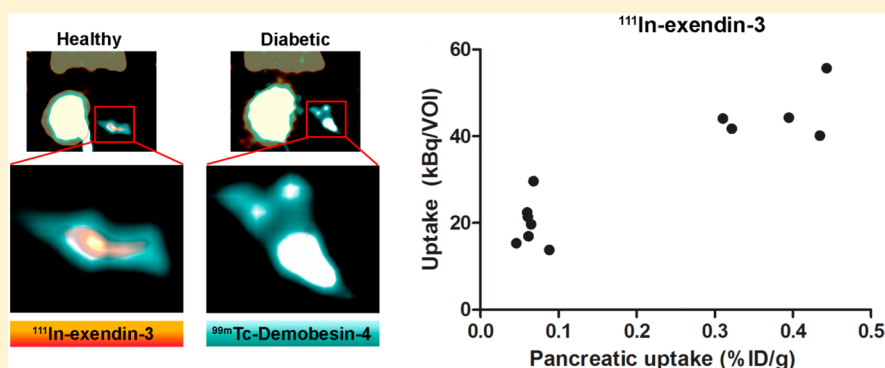 Healthy
Diabetic
¹¹¹In-exendin-3
⁹⁹ᵐTc-Demobesin-4
¹¹¹In-exendin-3
Uptake (kBq/VOI)
60
40
20
0
0.0 0.1 0.2 0.3 0.4 0.5
Pancreatic uptake (%ID/g)